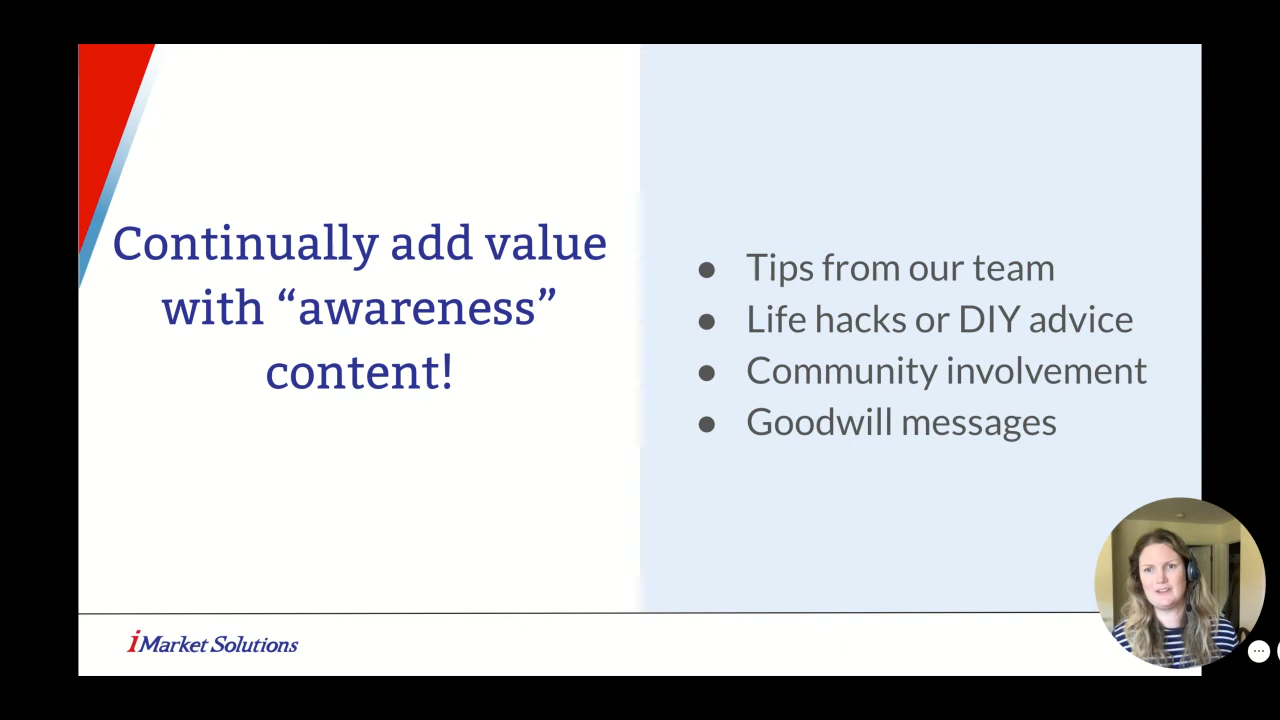 Continually add value
with “awareness”
content!
● Tips from our team
● Life hacks or DIY advice
● Community involvement
● Goodwill messages
iMarket Solutions